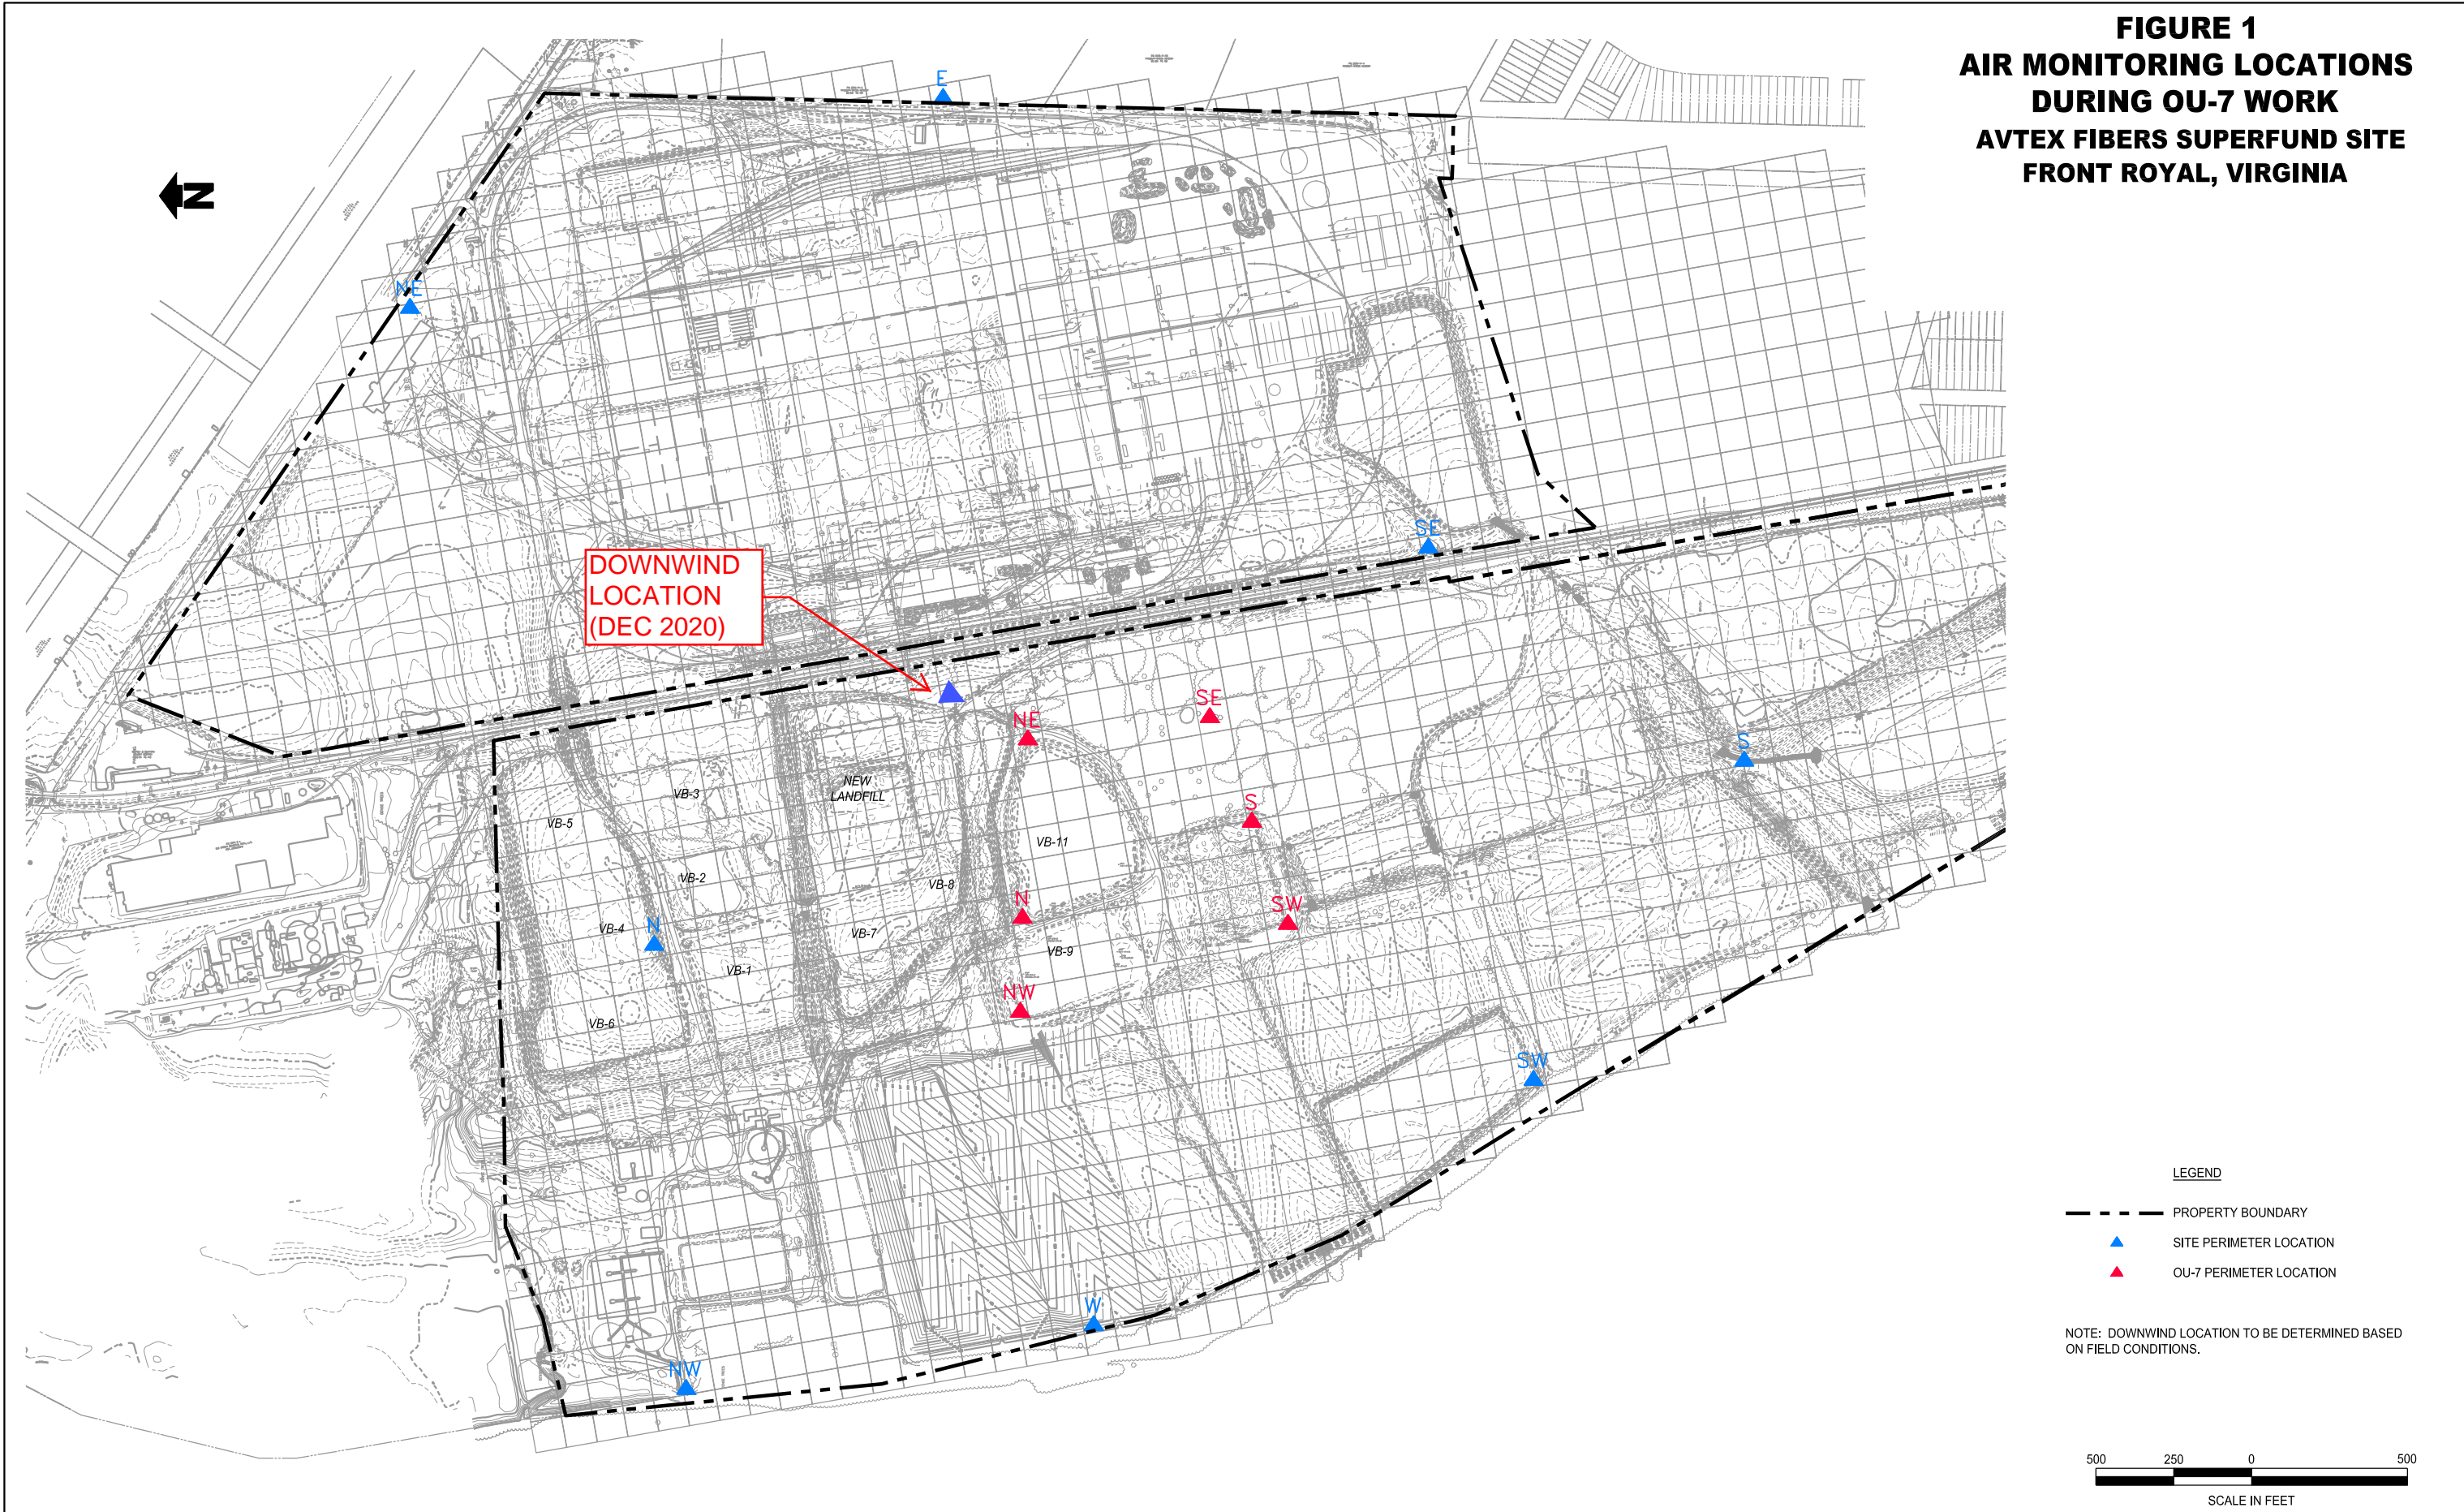 FIGURE 1
AIR MONITORING LOCATIONS
DURING OU-7 WORK
AVTEX FIBERS SUPERFUND SITE
FRONT ROYAL, VIRGINIA
N
E
NE
SE
DOWNWIND
LOCATION
(DEC 2020)
SE
NE
S
NEW
LANDFILL
VB-3
VB-5
S
VB-11
VB-2
VB-8
N
SW
VB-4
N
VB-7
VB-9
VB-1
NW
VB-6
SW
W
NW
LEGEND
PROPERTY BOUNDARY
SITE PERIMETER LOCATION
OU-7 PERIMETER LOCATION
NOTE: DOWNWIND LOCATION TO BE DETERMINED BASED
ON FIELD CONDITIONS.
500 250 0 500
SCALE IN FEET